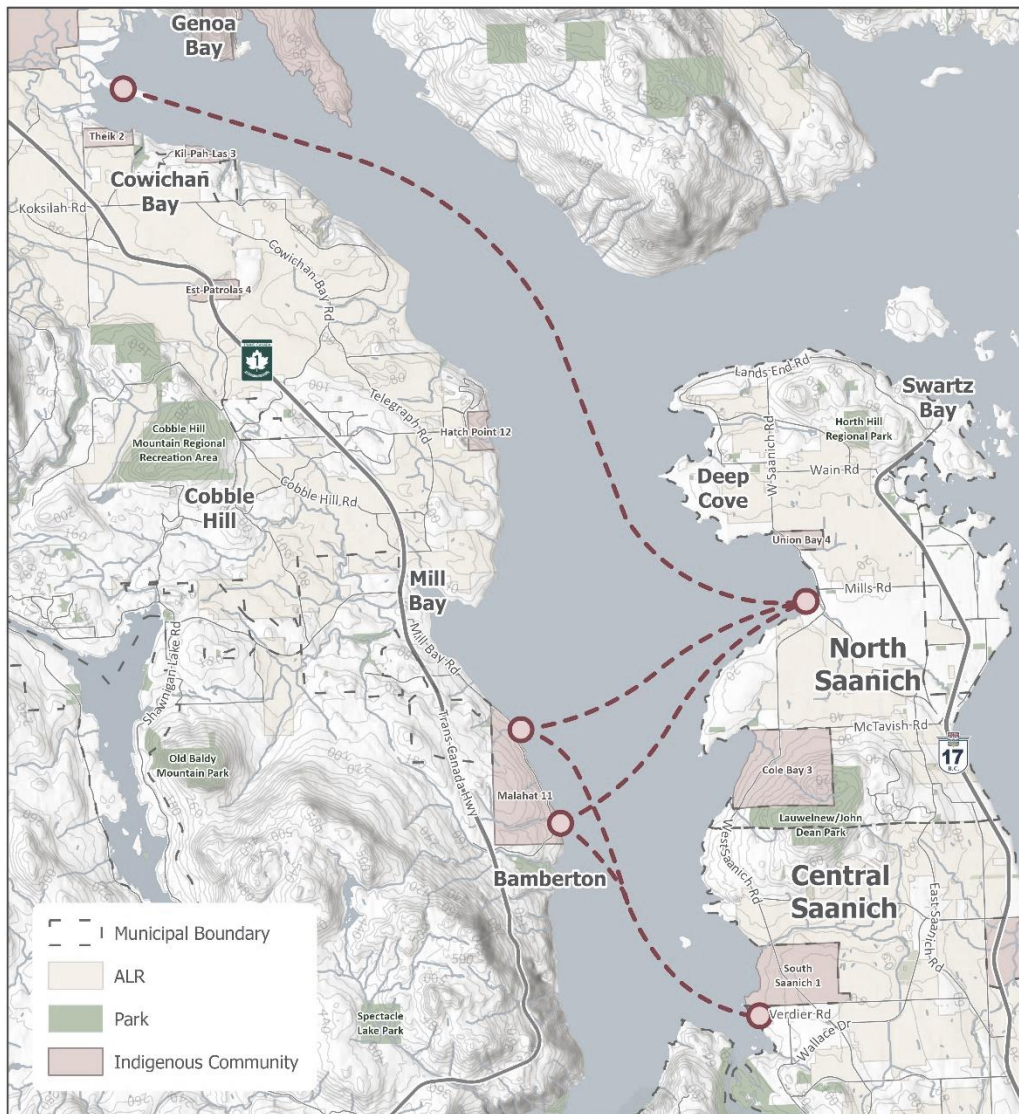 Genoa
Bay
Theik 2
Kil-Pah-Las 3
Cowichan
Bay
Koksilah Rd
Cowichan Bay Rd
Est-Patrolas 4
1
Telegraph Rd
Hatch Point 12
Cobble Hill
Mountain Regional
Recreation Area
Cobble
Hill
Cobble Hill Rd
Mill
Bay
Mill Bay Rd
Shawnigan Lake Rd
Old Baldy
Mountain Park
Trans Canada Hwy
Malahat 11
Bamberton
Spectacle
Lake Park
Lands End Rd
Swartz
Bay
W Saanich Rd
Horth Hill
Regional Park
Deep
Cove
Wain Rd
Union Bay 4
Mills Rd
North
Saanich
McTavish Rd
17
B.C.
Cole Bay 3
Lauwelnew/John
Dean Park
West Saanich Rd
Central
Saanich
East Saanich Rd
South
Saanich 1
Verdier Rd
Wallace Dr
Municipal Boundary
ALR
Park
Indigenous Community